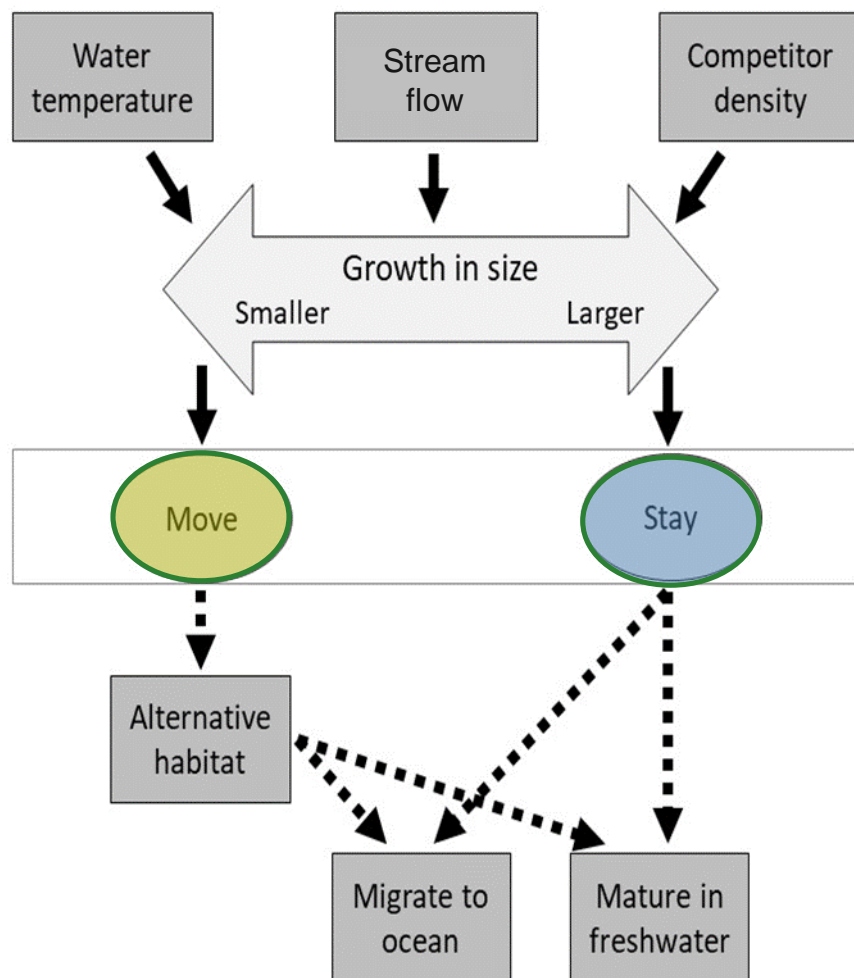 Water
temperature
Stream
flow
Competitor
density
Growth in size
Smaller
Larger
Move
Stay
Alternative
habitat
Migrate to
ocean
Mature in
freshwater